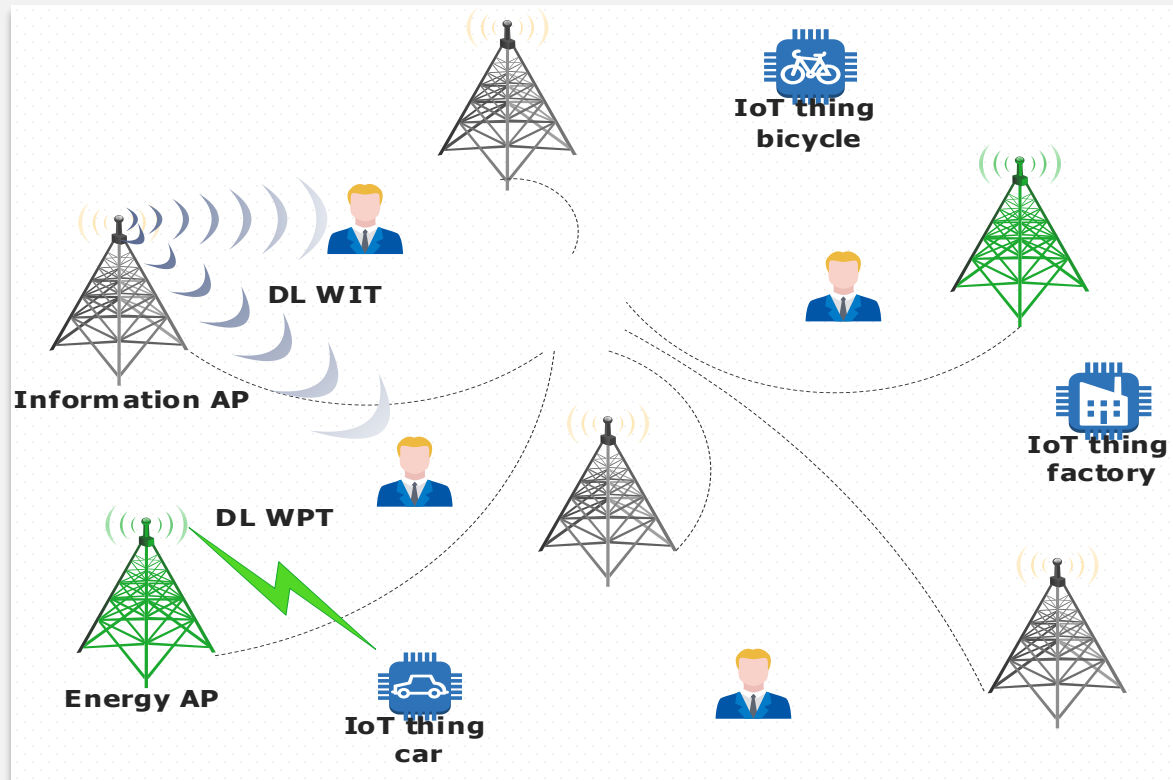 IoT thing
bicycle
DL WIT
Information AP
IoT thing
factory
DL WPT
Energy AP
IoT thing
car